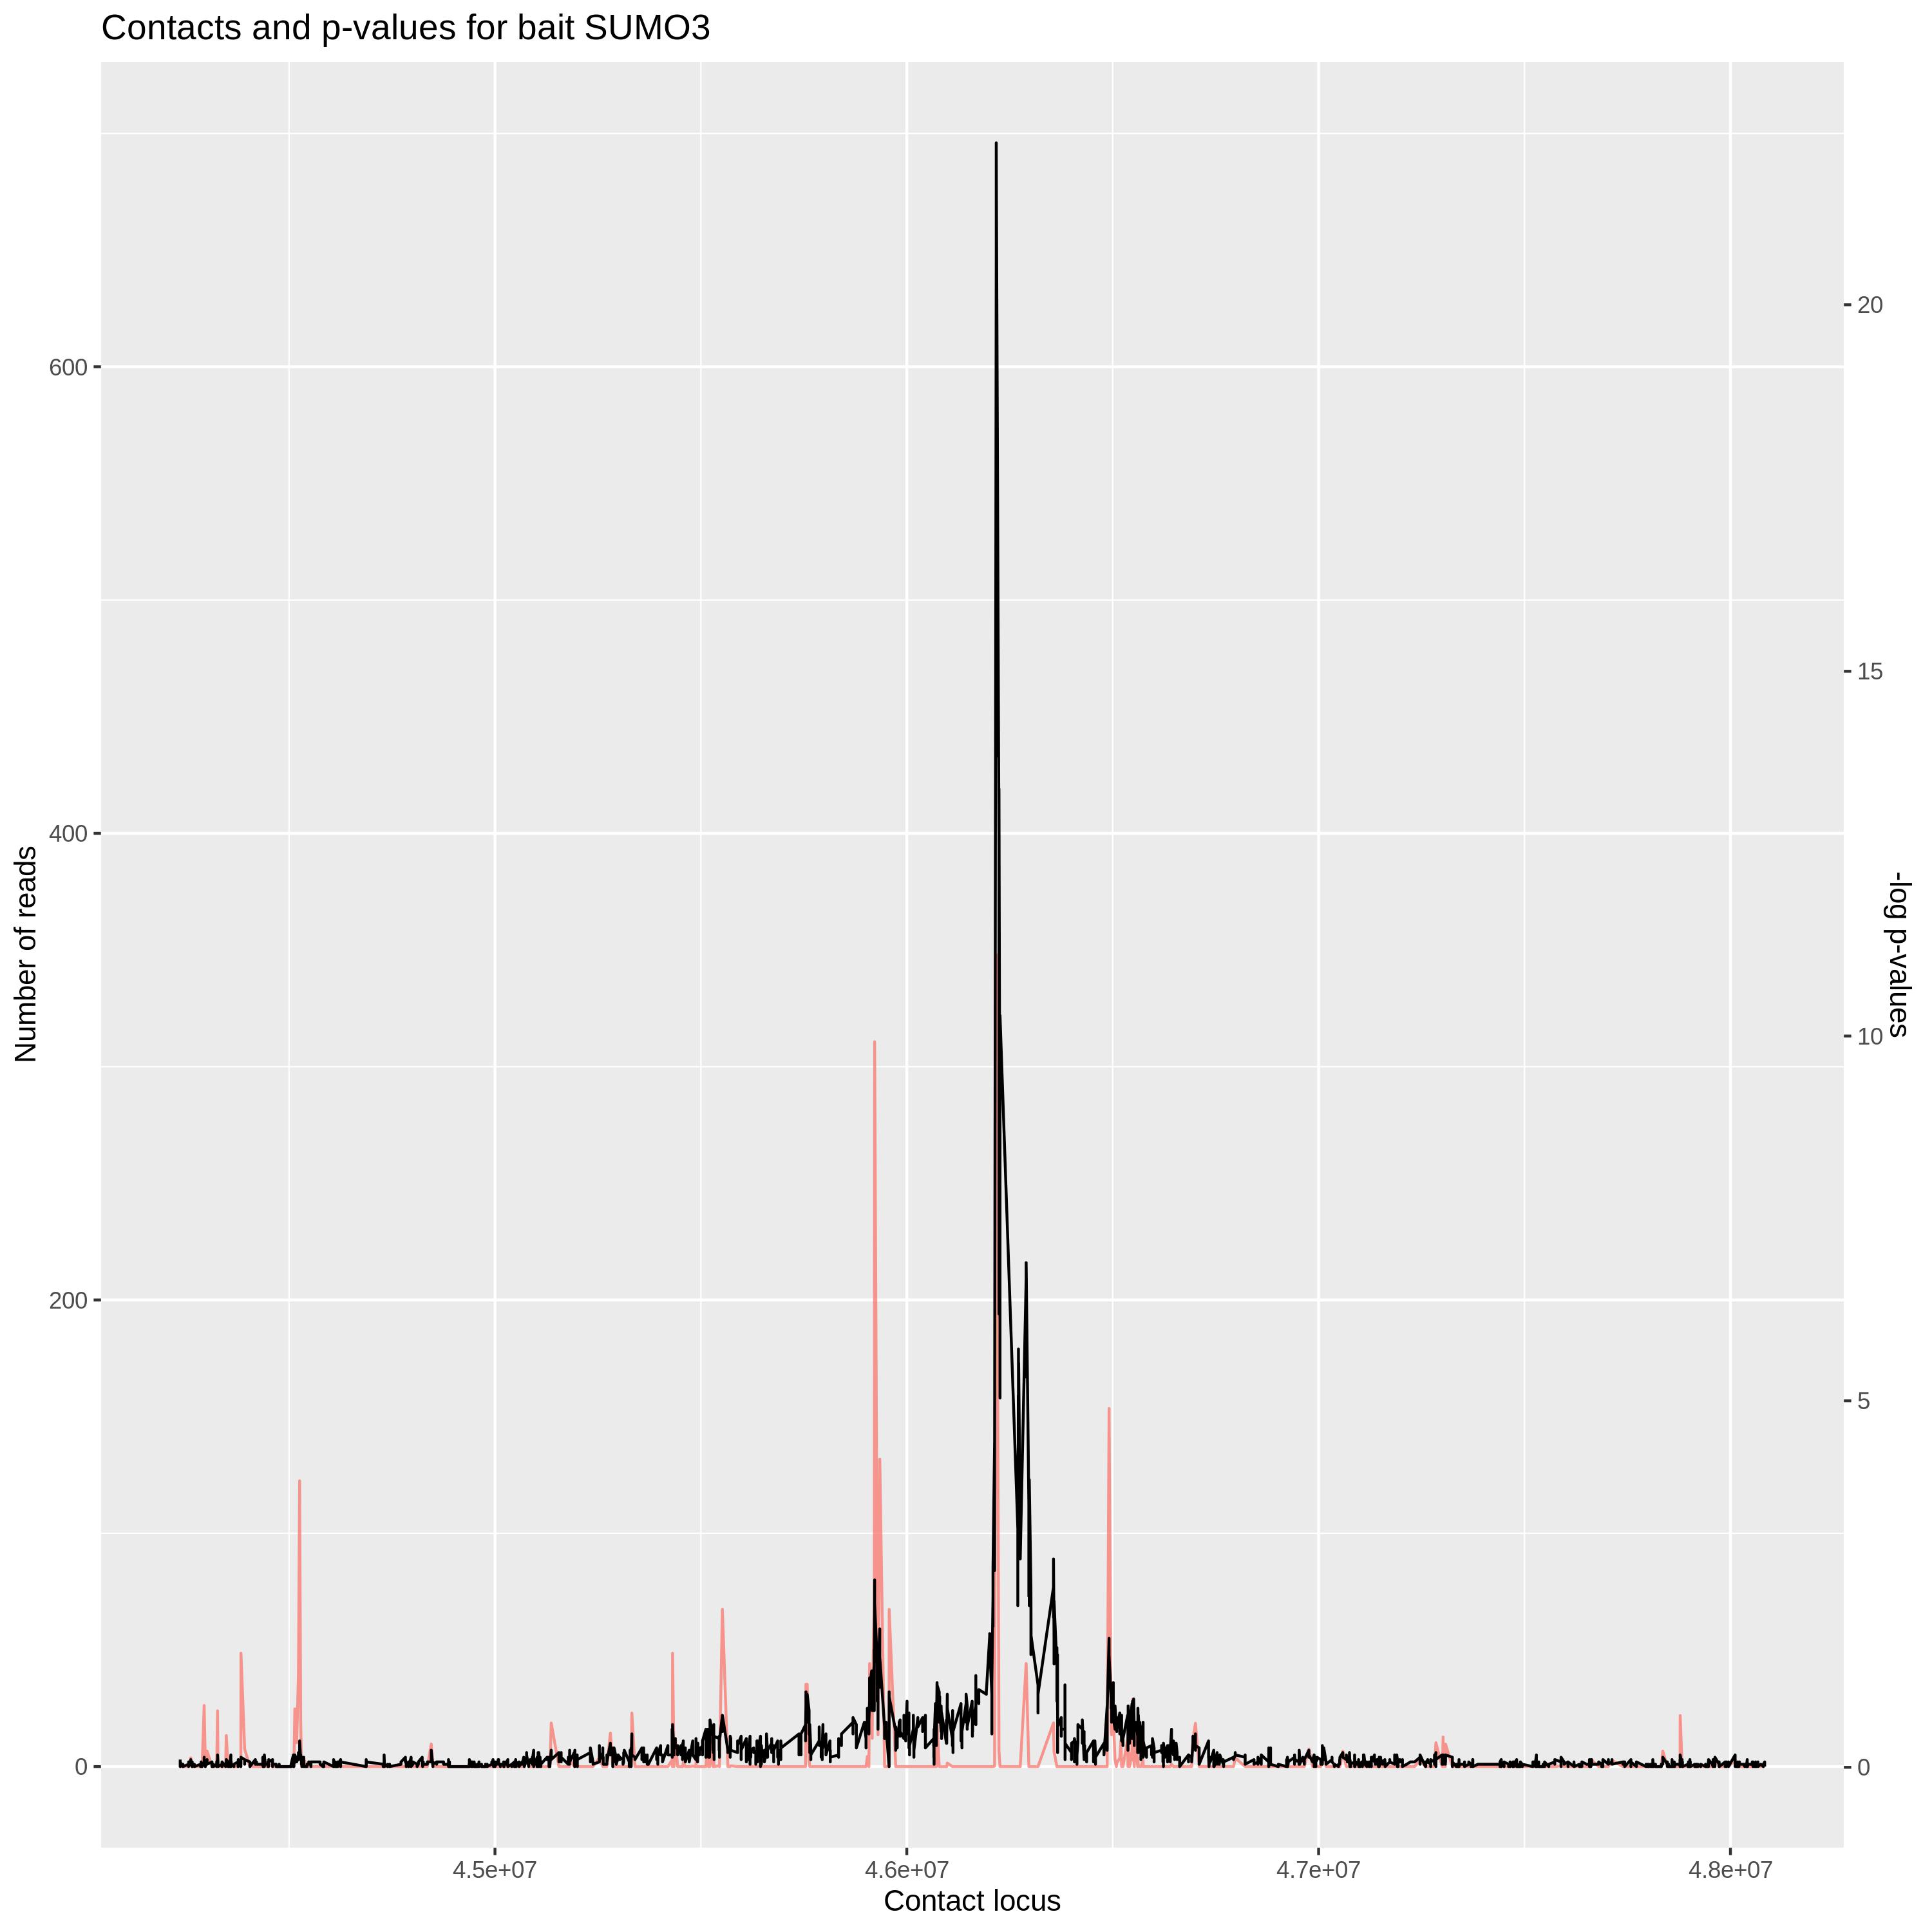 Contacts and p-values for bait SUMO3
Number of reads
600
400
200
0
20
15
10
5
0
-log p-values
4.5e+07
4.6e+07
4.7e+07
4.8e+07
Contact locus